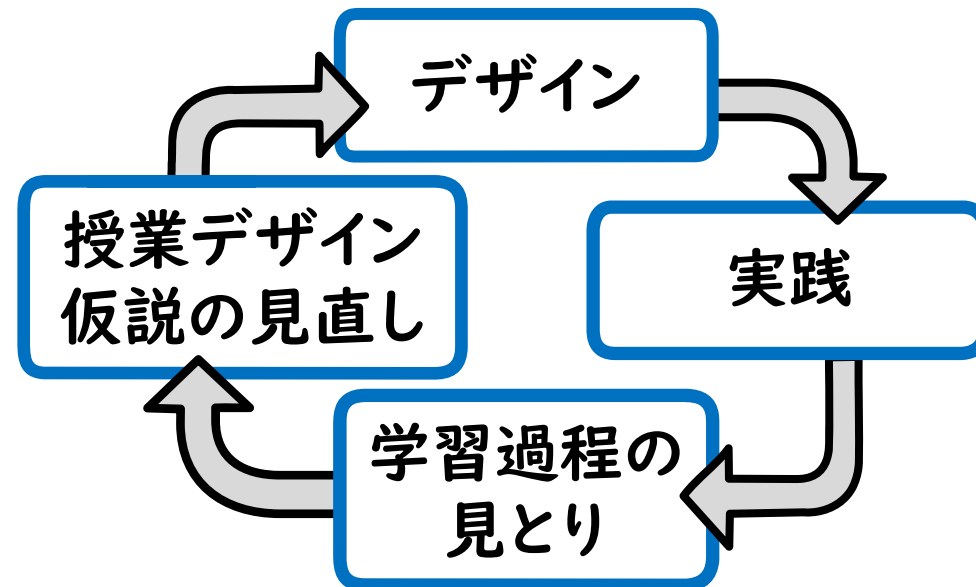 デザイン
実践
学習過程の
見とり
授業デザイン
仮説の見直し